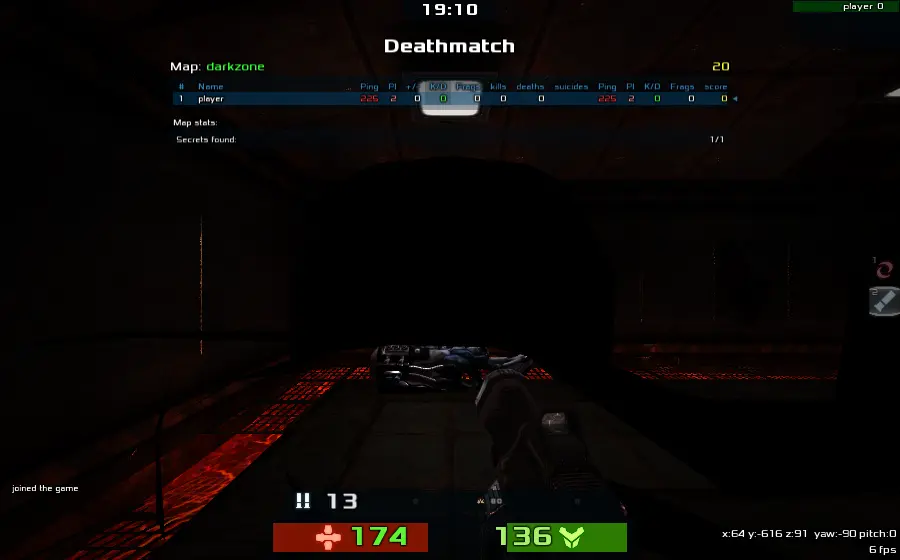 19:10
player 0
Deathmatch
Map: darkzone 20
# Name ... Ping Pl +/- K/D Frags kills deaths suicides Ping Pl K/D Frags score
1 player 225 2 0 0 0 0 0 225 2 0 0 0
Map stats:
Secrets found: 1/1
1
2
joined the game
13
174 136
x:64 y:-616 z:91 yaw:-90 pitch:0
6 fps